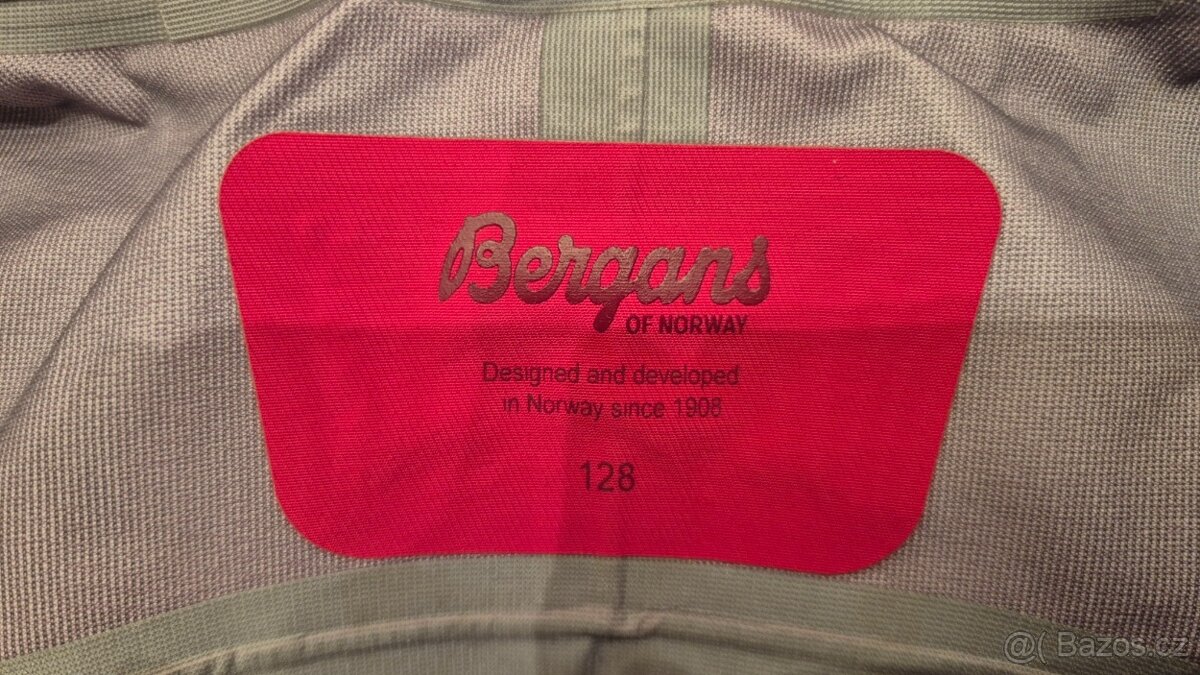 Bergans
OF NORWAY
Designed and developed
in Norway since 1908
128
@( Bazos.cz